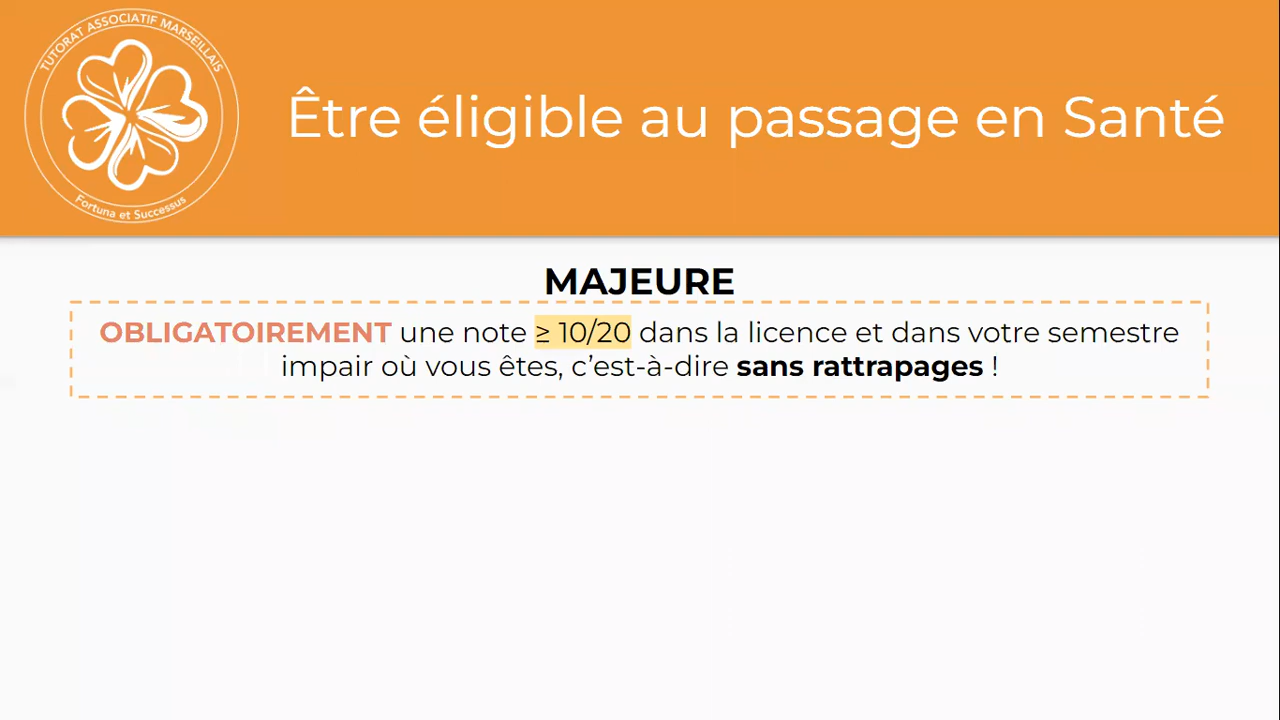 TUTORAT ASSOCIATIF MARSEILLAIS
Fortuna et Successus
Être éligible au passage en Santé
MAJEURE
OBLIGATOIREMENT une note ≥ 10/20 dans la licence et dans votre semestre
impair où vous êtes, c’est-à-dire sans rattrapages !